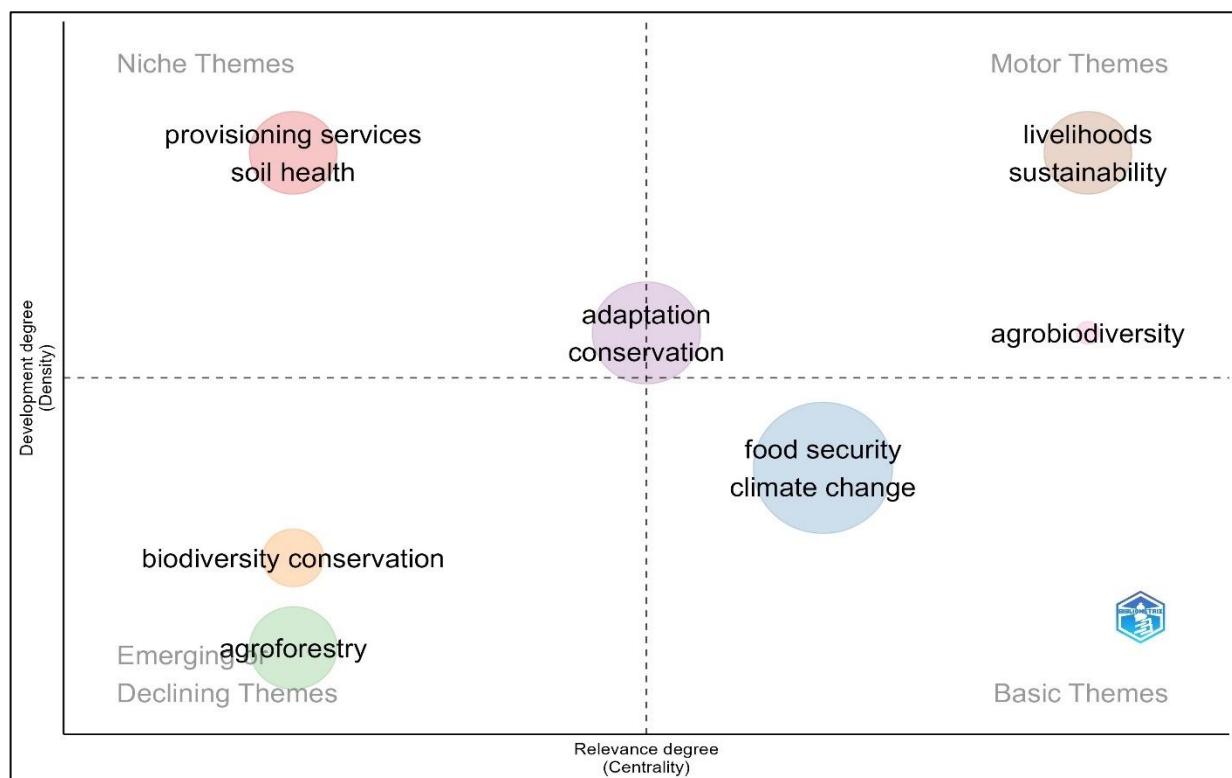 Niche Themes
Motor Themes
provisioning services
soil health
livelihoods
sustainability
adaptation
conservation
agrobiodiversity
Development degree
(Density)
food security
climate change
biodiversity conservation
agroforestry
Emerging or
Declining Themes
BIBLIOMETRIX
Basic Themes
Relevance degree
(Centrality)